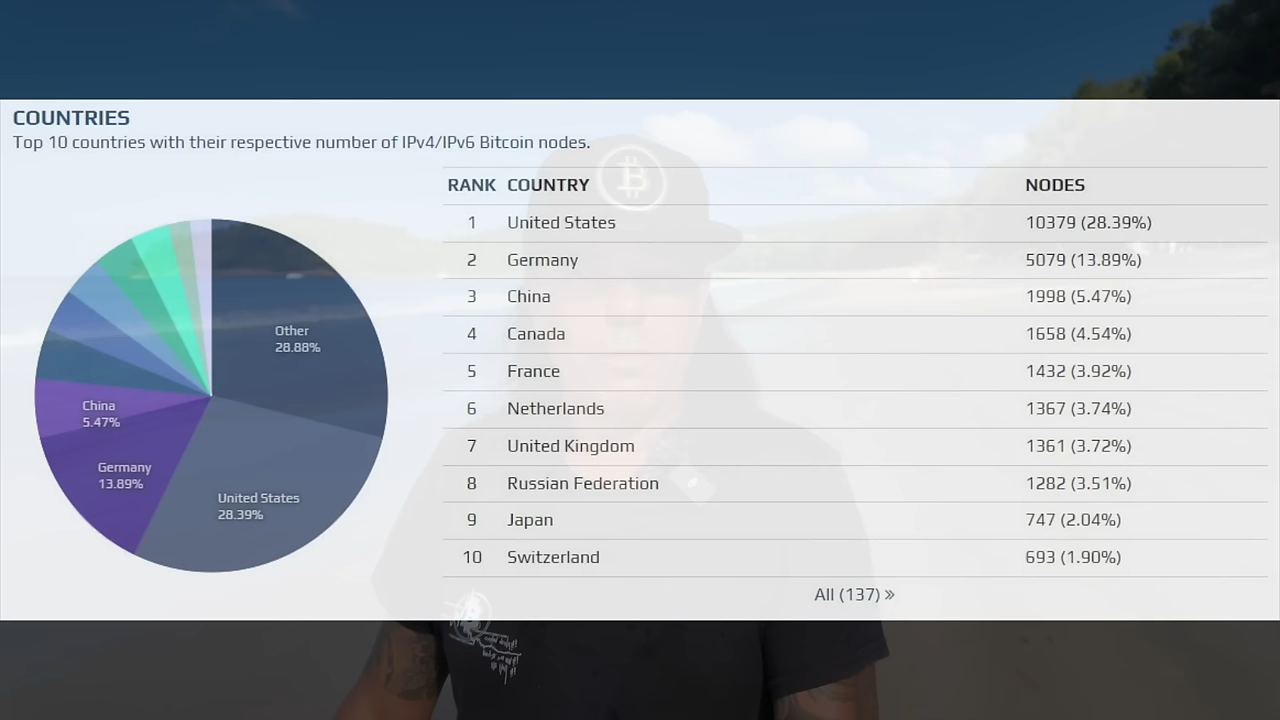 COUNTRIES
Top 10 countries with their respective number of IPv4/IPv6 Bitcoin nodes.
RANK COUNTRY NODES
1 United States 10379 (28.39%)
2 Germany 5079 (13.89%)
3 China 1998 (5.47%)
4 Canada 1658 (4.54%)
5 France 1432 (3.92%)
6 Netherlands 1367 (3.74%)
7 United Kingdom 1361 (3.72%)
8 Russian Federation 1282 (3.51%)
9 Japan 747 (2.04%)
10 Switzerland 693 (1.90%)
All (137) »
Other
28.88%
China
5.47%
Germany
13.89%
United States
28.39%